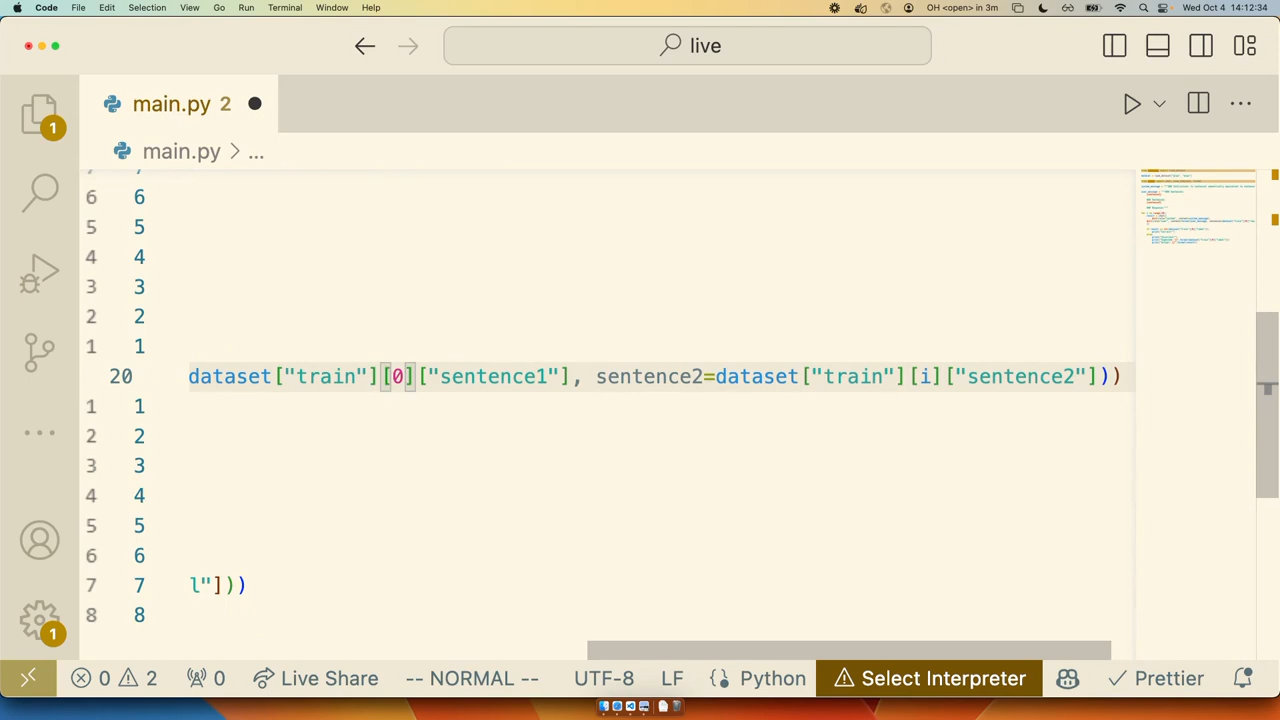 Code File Edit Selection View Go Run Terminal Window Help OH <open> in 3m Wed Oct 4 14:12:34
live
main.py 2
main.py > ...
1
6 6
5 5
4 4
3 3
2 2
1 1
20 dataset["train"][0]["sentence1"], sentence2=dataset["train"][i]["sentence2"]))
1 1
2 2
3 3
4 4
5 5
6 6
7 7 l"]))
8 8
1
0 2 0 Live Share -- NORMAL -- UTF-8 LF Python Select Interpreter Prettier